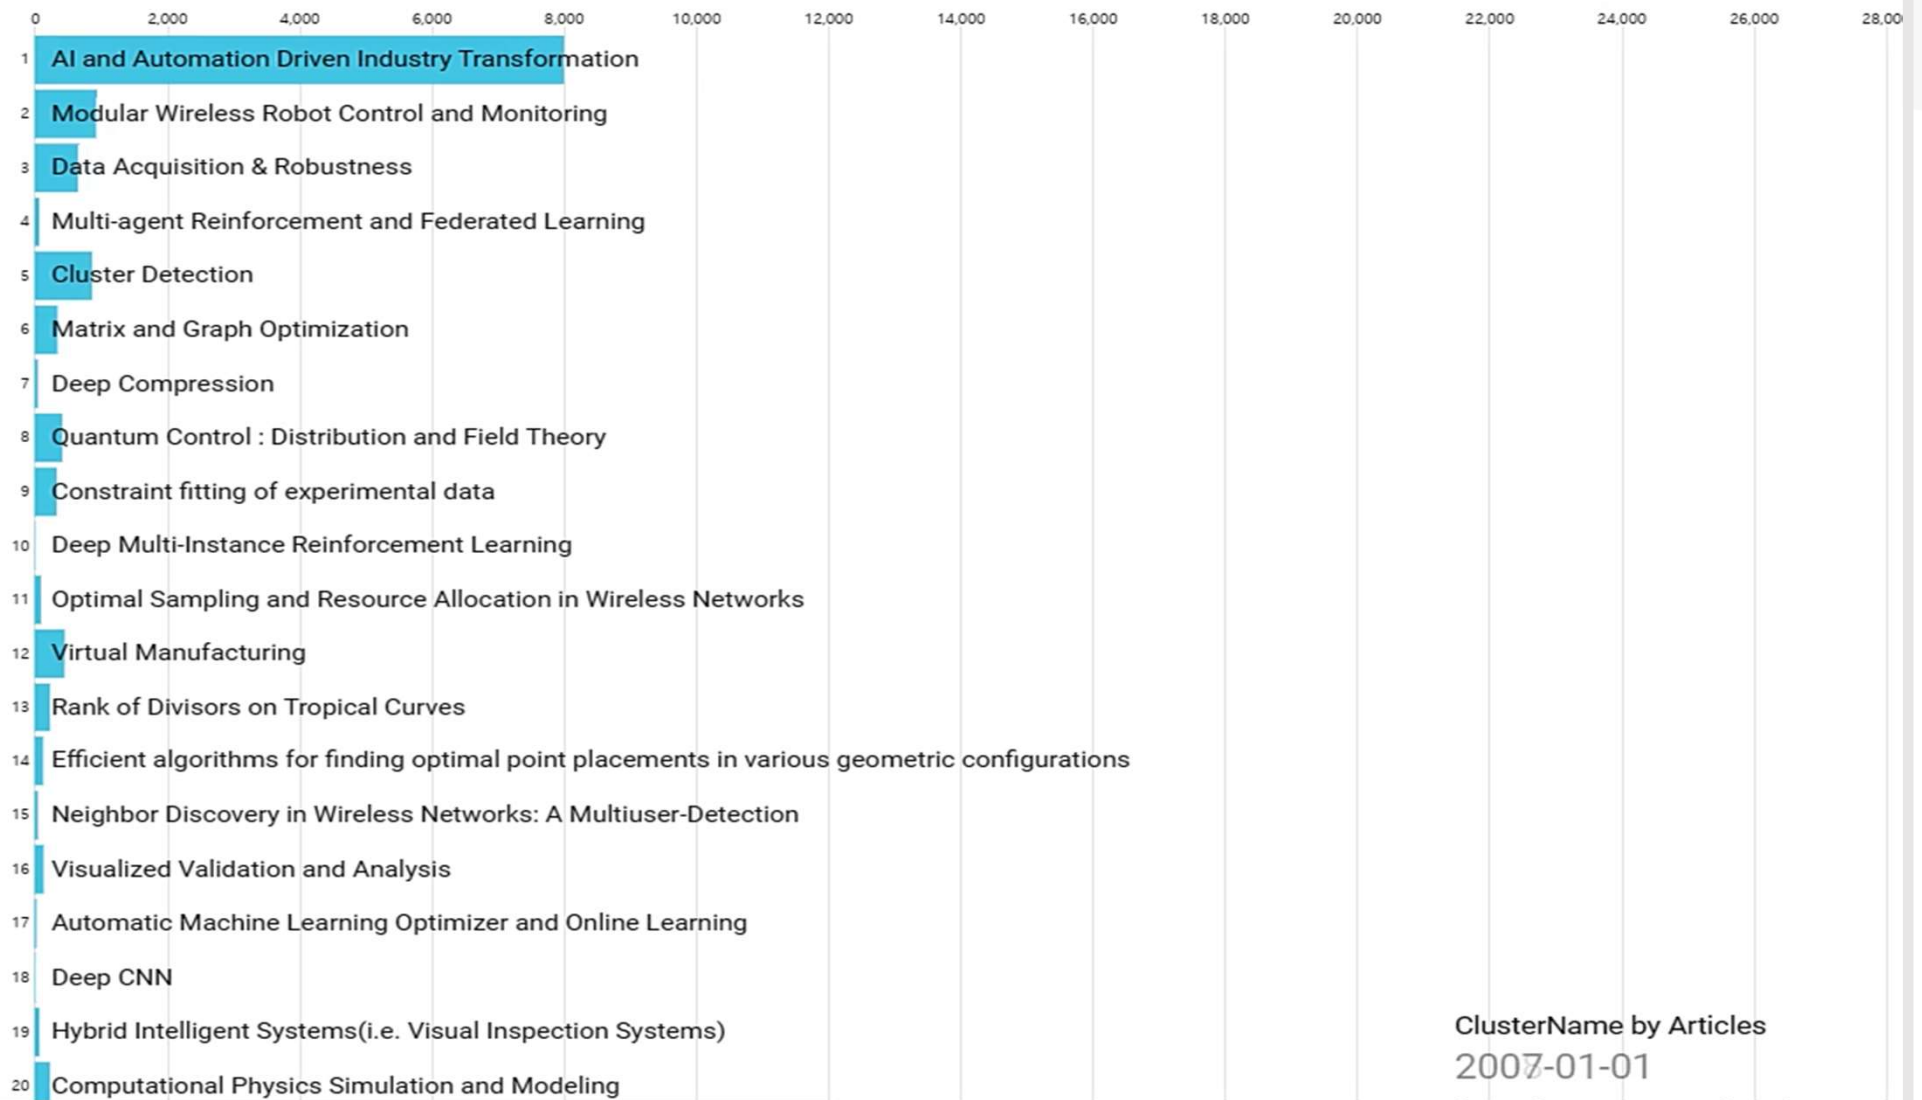 0 2,000 4,000 6,000 8,000 10,000 12,000 14,000 16,000 18,000 20,000 22,000 24,000 26,000
1 AI and Automation Driven Industry Transformation
2 Modular Wireless Robot Control and Monitoring
3 Data Acquisition & Robustness
4 Multi-agent Reinforcement and Federated Learning
5 Cluster Detection
6 Matrix and Graph Optimization
7 Deep Compression
8 Quantum Control : Distribution and Field Theory
9 Constraint fitting of experimental data
10 Deep Multi-Instance Reinforcement Learning
11 Optimal Sampling and Resource Allocation in Wireless Networks
12 Virtual Manufacturing
13 Rank of Divisors on Tropical Curves
14 Efficient algorithms for finding optimal point placements in various geometric configurations
15 Neighbor Discovery in Wireless Networks: A Multiuser-Detection
16 Visualized Validation and Analysis
17 Automatic Machine Learning Optimizer and Online Learning
18 Deep CNN
19 Hybrid Intelligent Systems(i.e. Visual Inspection Systems)
20 Computational Physics Simulation and Modeling
ClusterName by Articles